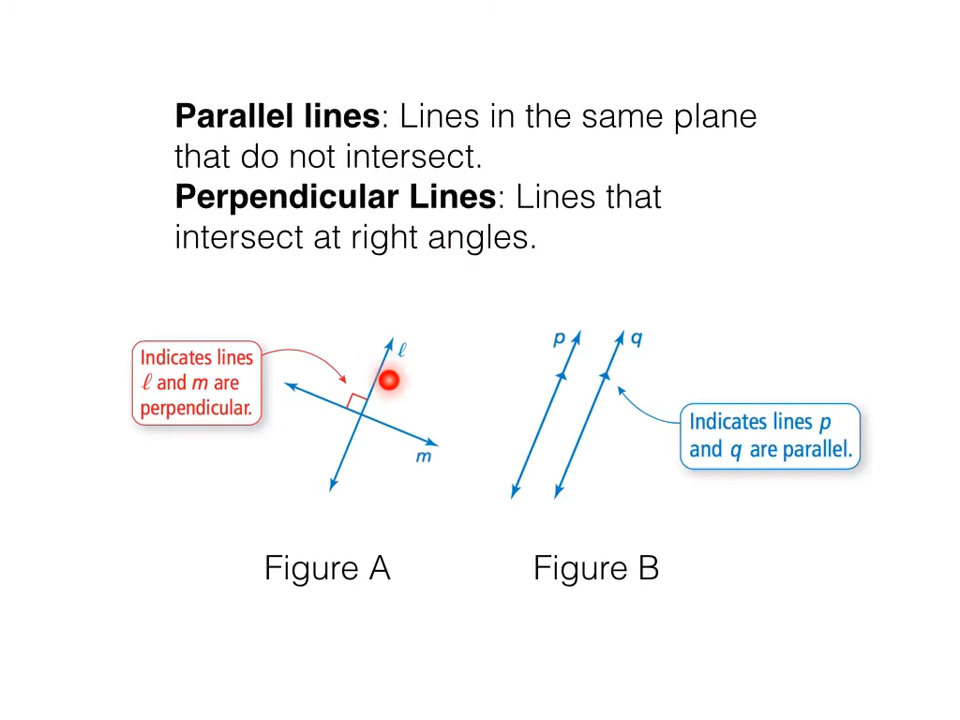 Parallel lines: Lines in the same plane
that do not intersect.
Perpendicular Lines: Lines that
intersect at right angles.
Indicates lines
ℓ and m are
perpendicular.
ℓ
m
p
q
Indicates lines p
and q are parallel.
Figure A
Figure B